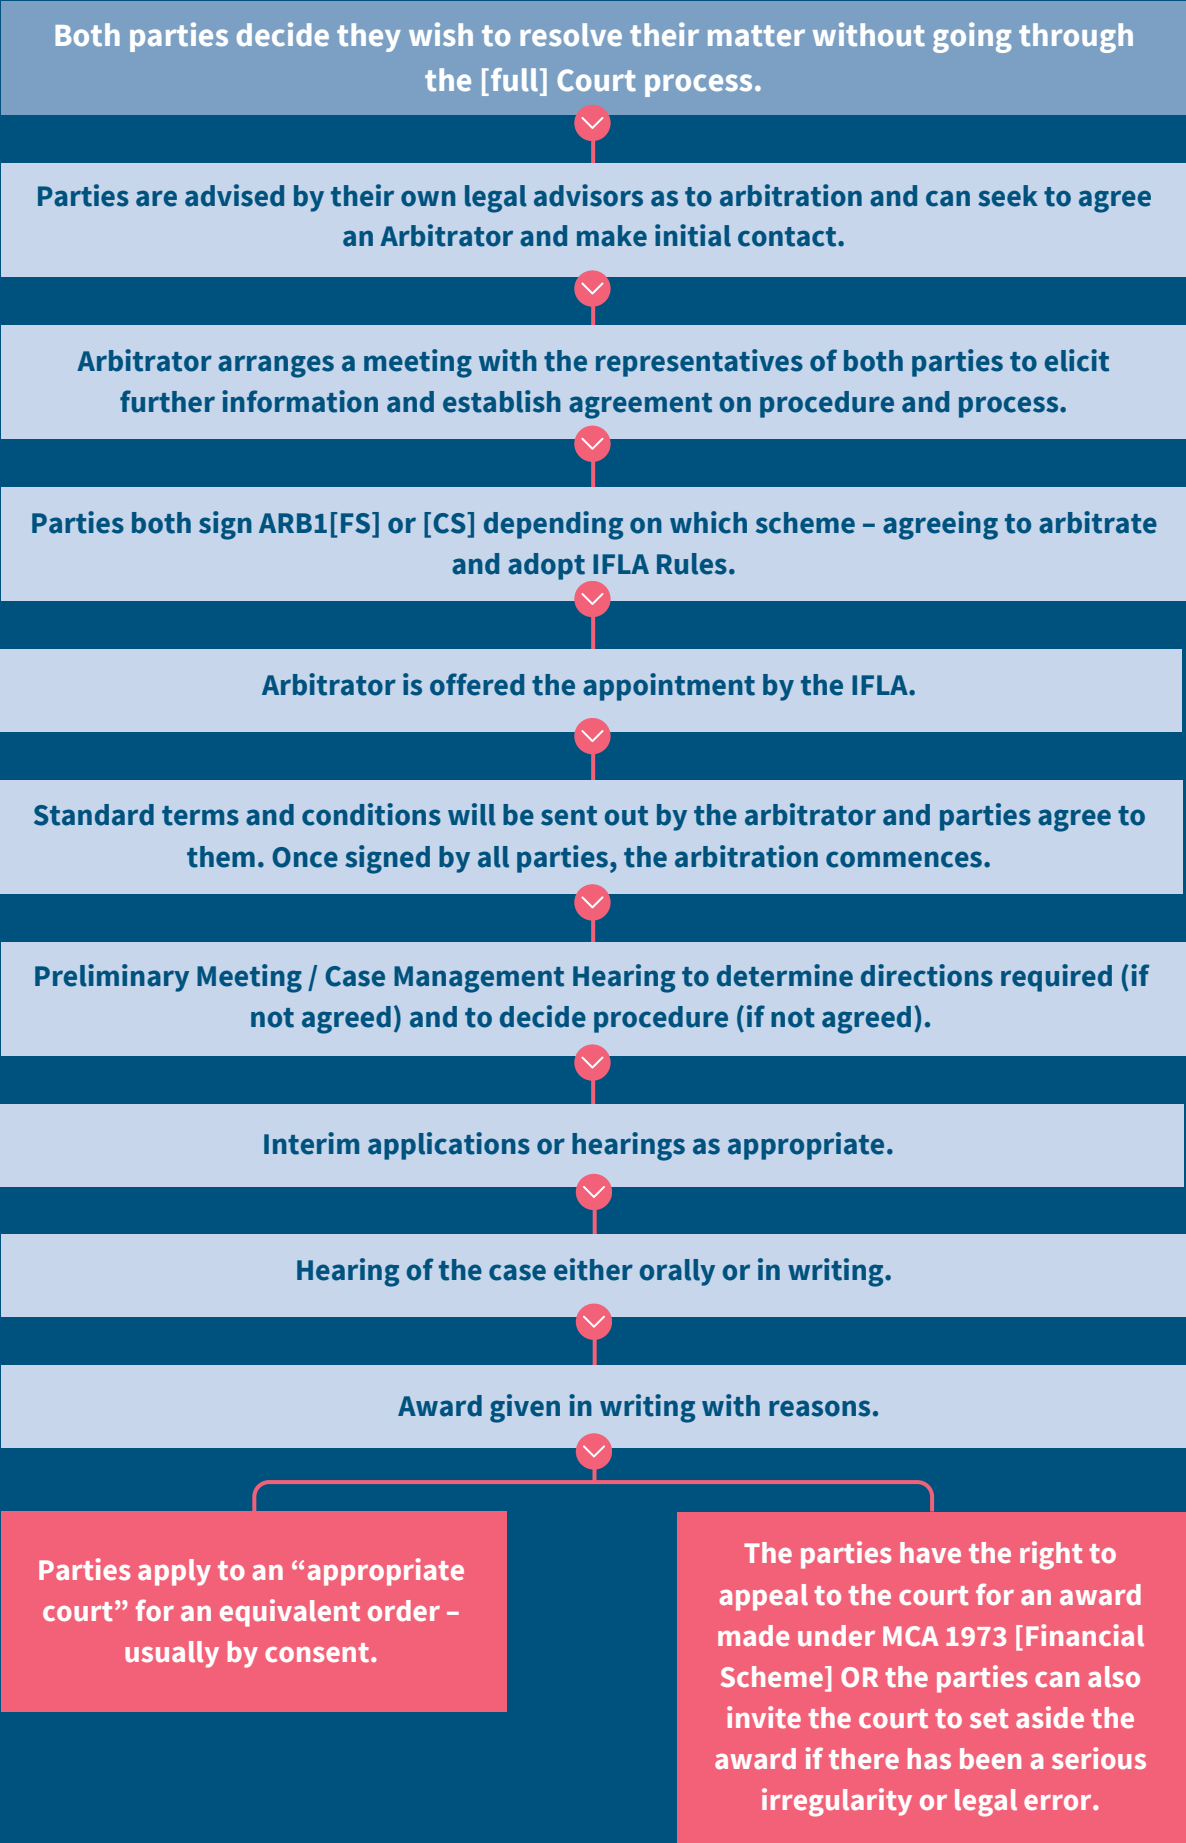 Both parties decide they wish to resolve their matter without going through
the [full] Court process.
Parties are advised by their own legal advisors as to arbitration and can seek to agree
an Arbitrator and make initial contact.
Arbitrator arranges a meeting with the representatives of both parties to elicit
further information and establish agreement on procedure and process.
Parties both sign ARB1[FS] or [CS] depending on which scheme – agreeing to arbitrate
and adopt IFLA Rules.
Arbitrator is offered the appointment by the IFLA.
Standard terms and conditions will be sent out by the arbitrator and parties agree to
them. Once signed by all parties, the arbitration commences.
Preliminary Meeting / Case Management Hearing to determine directions required (if
not agreed) and to decide procedure (if not agreed).
Interim applications or hearings as appropriate.
Hearing of the case either orally or in writing.
Award given in writing with reasons.
Parties apply to an “appropriate
court” for an equivalent order –
usually by consent.
The parties have the right to
appeal to the court for an award
made under MCA 1973 [Financial
Scheme] OR the parties can also
invite the court to set aside the
award if there has been a serious
irregularity or legal error.